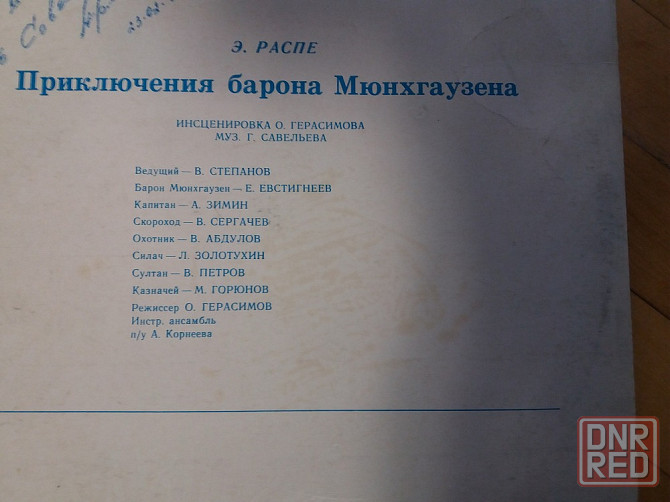 Э. РАСПЕ
Приключения барона Мюнхгаузена
ИНСЦЕНИРОВКА О. ГЕРАСИМОВА
МУЗ. Г. САВЕЛЬЕВА
Ведущий — В. СТЕПАНОВ
Барон Мюнхгаузен — Е. ЕВСТИГНЕЕВ
Капитан — А. ЗИМИН
Скороход — В. СЕРГАЧЕВ
Охотник — В. АБДУЛОВ
Силач — Л. ЗОЛОТУХИН
Султан — В. ПЕТРОВ
Казначей — М. ГОРЮНОВ
Режиссер О. ГЕРАСИМОВ
Инстр. ансамбль
п/у А. Корнеева
DNR
RED